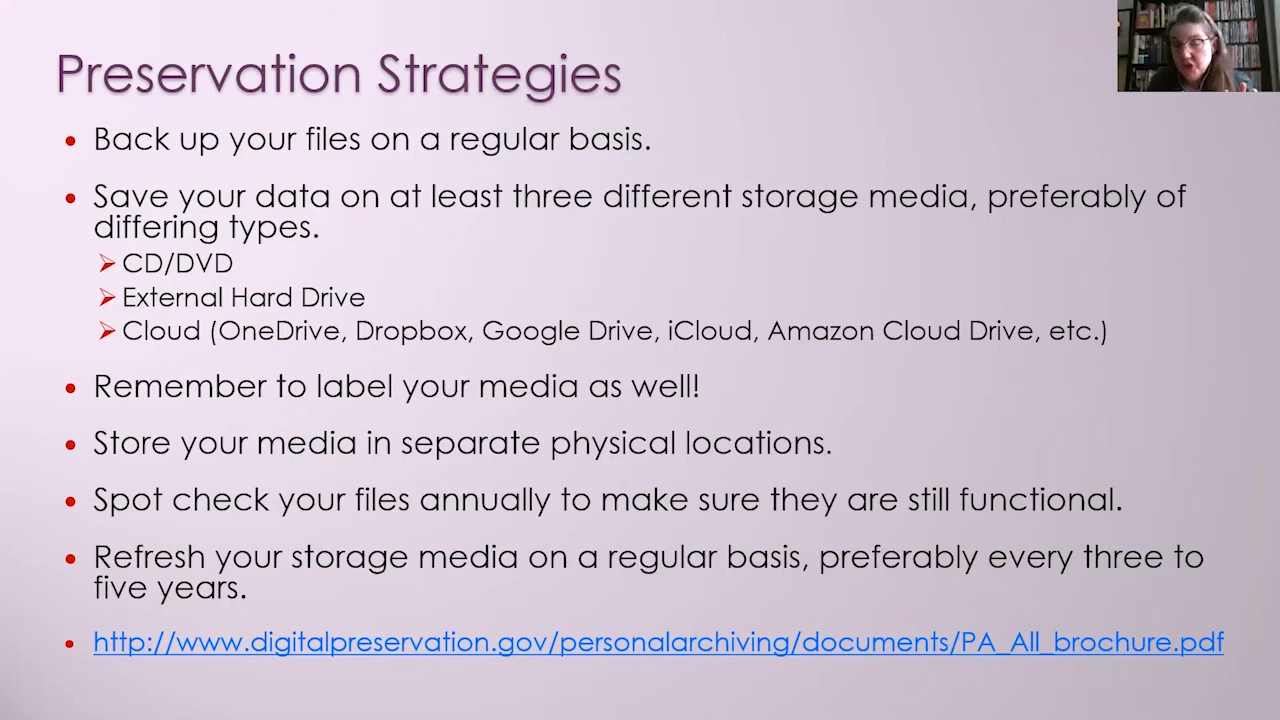 Preservation Strategies
• Back up your files on a regular basis.
• Save your data on at least three different storage media, preferably of
differing types.
➢ CD/DVD
➢ External Hard Drive
➢ Cloud (OneDrive, Dropbox, Google Drive, iCloud, Amazon Cloud Drive, etc.)
• Remember to label your media as well!
• Store your media in separate physical locations.
• Spot check your files annually to make sure they are still functional.
• Refresh your storage media on a regular basis, preferably every three to
five years.
• http://www.digitalpreservation.gov/personalarchiving/documents/PA_All_brochure.pdf